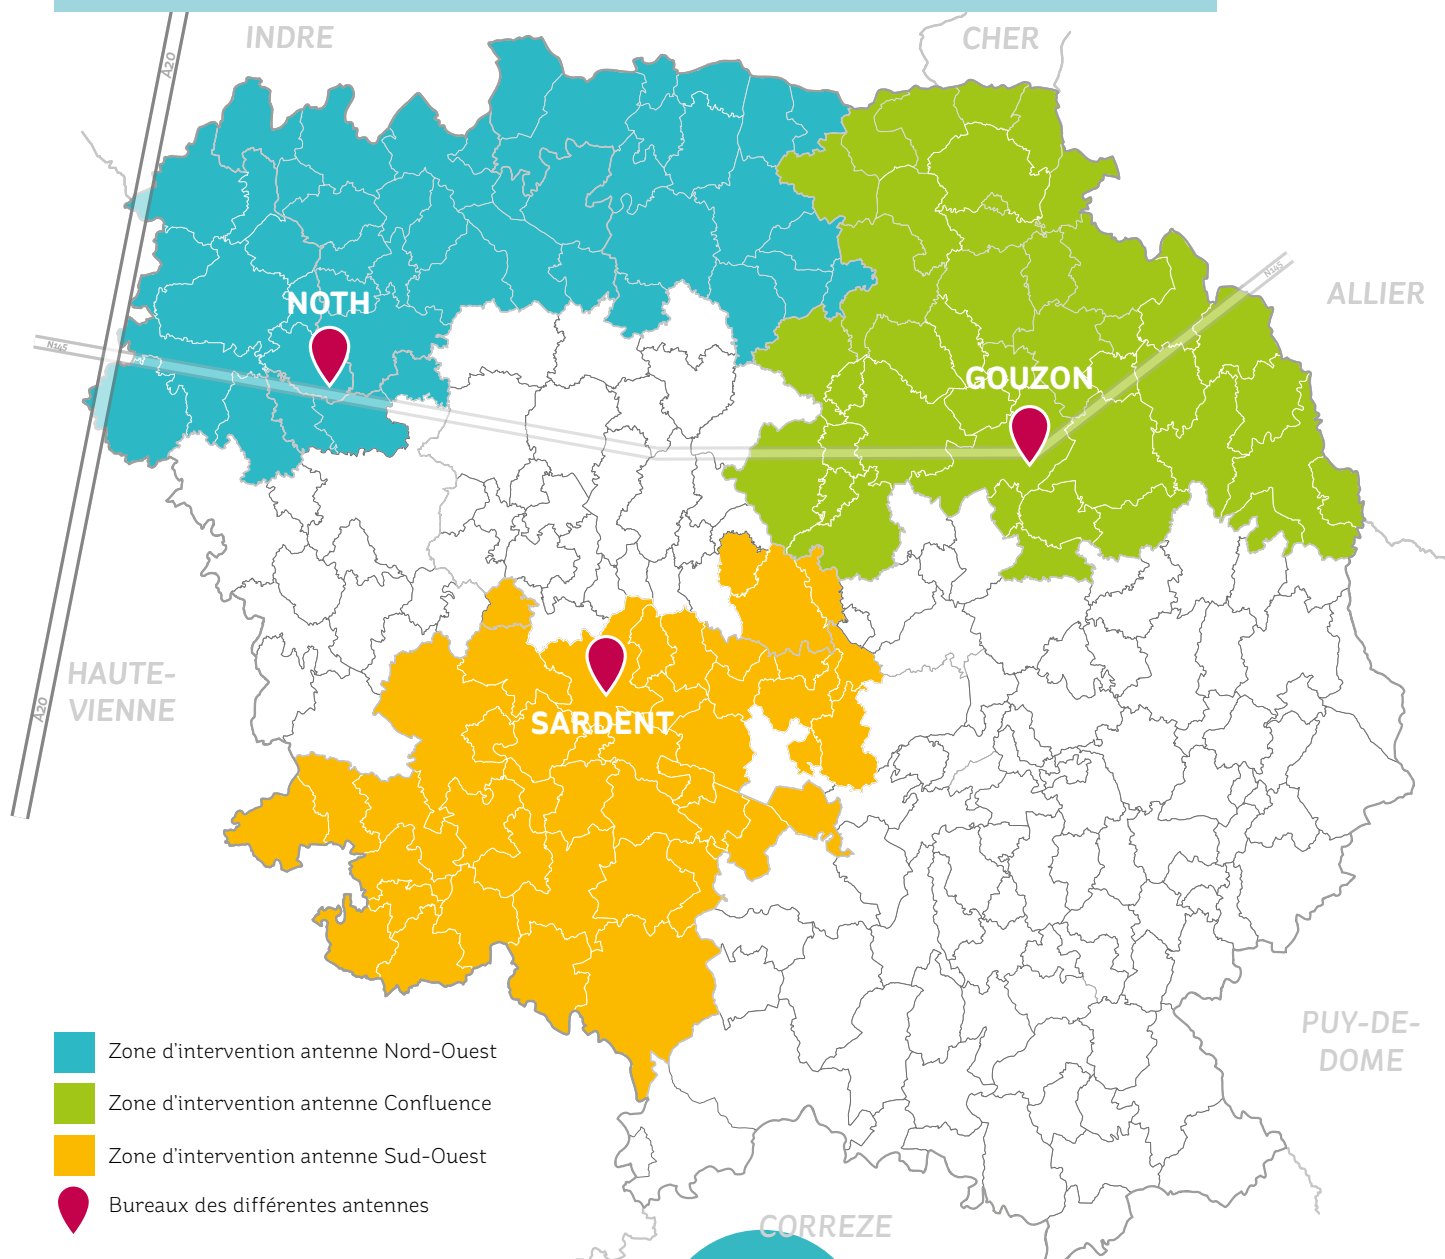 INDRE
CHER
A20
ALLIER
N145
NOTH
N145
GOUZON
HAUTE-
VIENNE
A20
SARDENT
PUY-DE-
DOME
Zone d'intervention antenne Nord-Ouest
Zone d'intervention antenne Confluence
Zone d'intervention antenne Sud-Ouest
Bureaux des différentes antennes
CORREZE